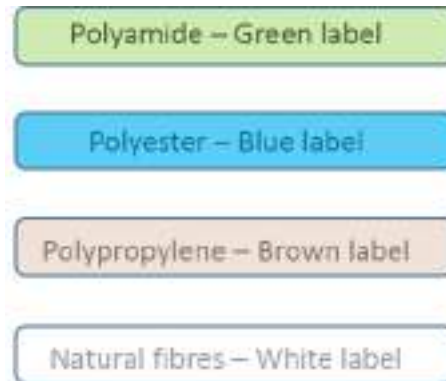 Polyamide – Green label
Polyester – Blue label
Polypropylene – Brown label
Natural fibres – White label